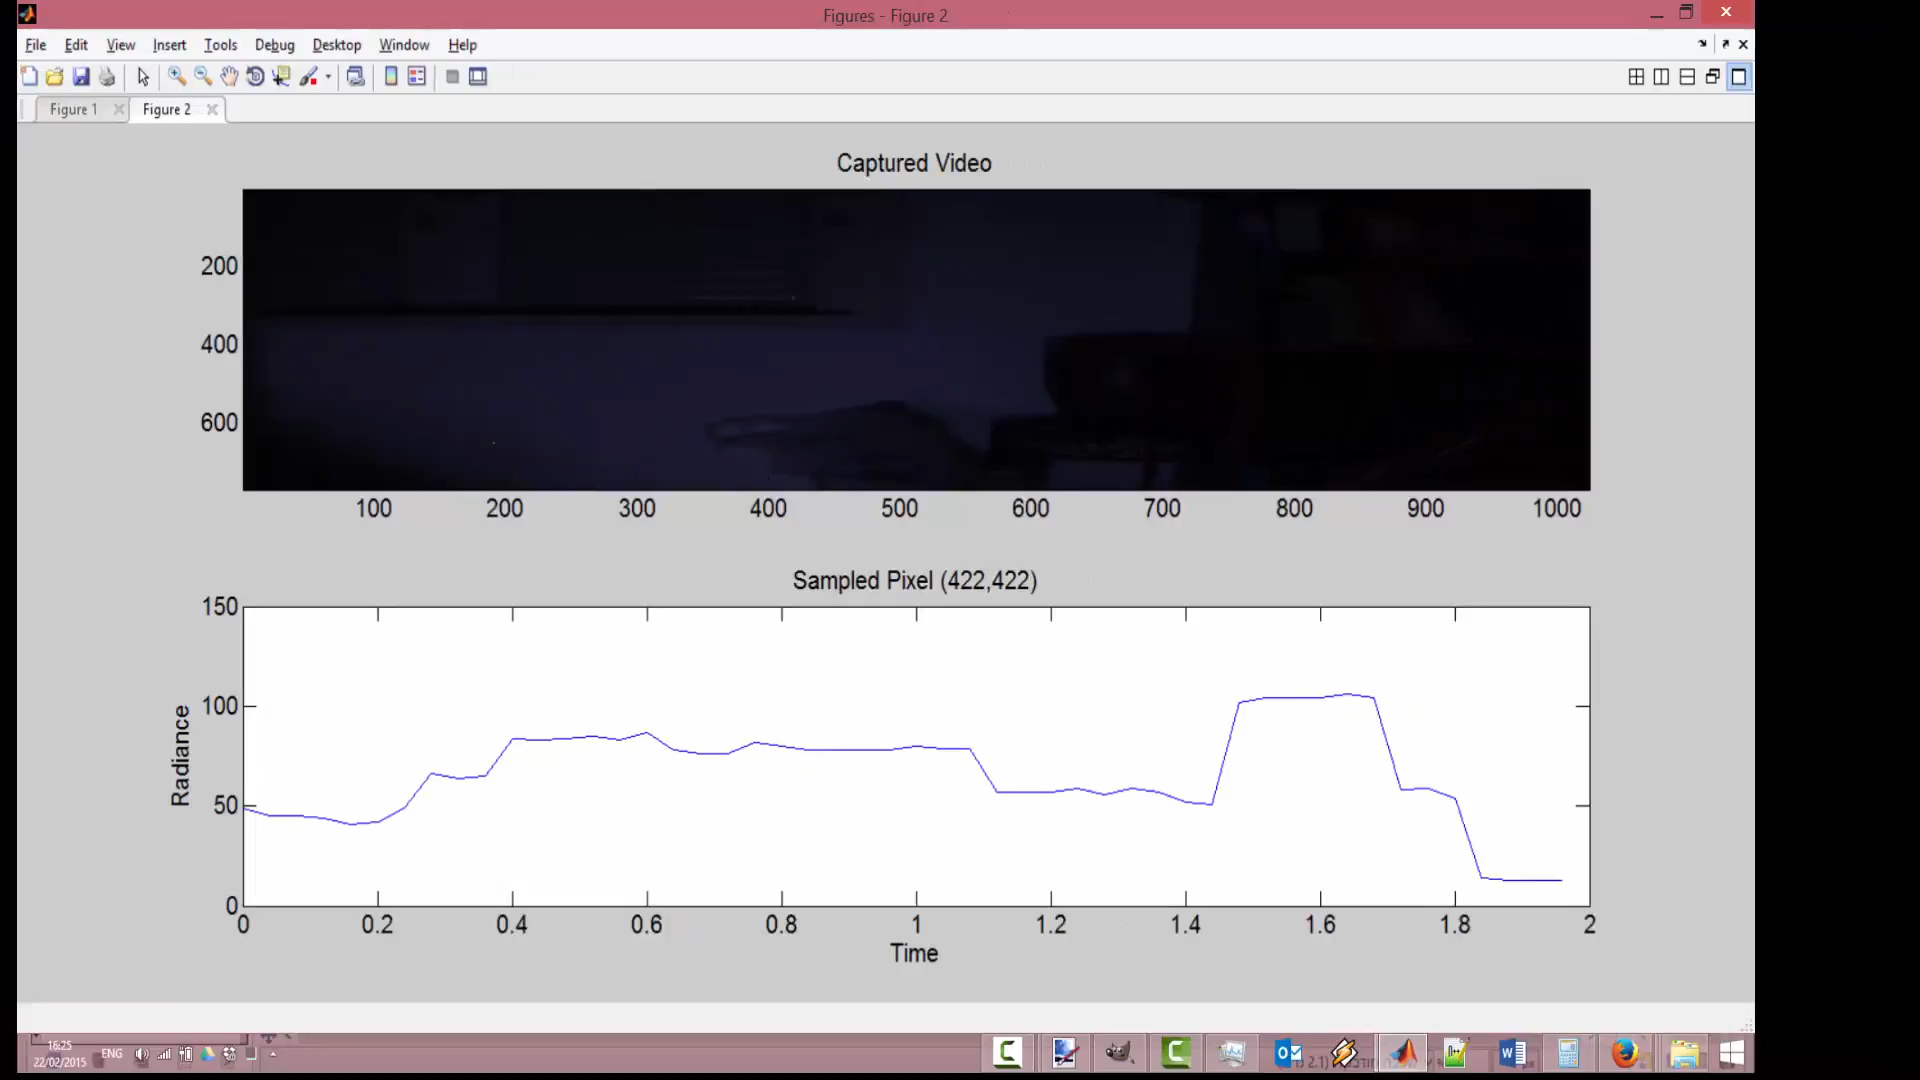 Figures - Figure 2
File Edit View Insert Tools Debug Desktop Window Help
Figure 1 Figure 2
Captured Video
200
400
600
100 200 300 400 500 600 700 800 900 1000
Sampled Pixel (422,422)
150
100
50
0
Radiance
0 0.2 0.4 0.6 0.8 1 1.2 1.4 1.6 1.8 2
Time
16:25
22/02/2015
ENG